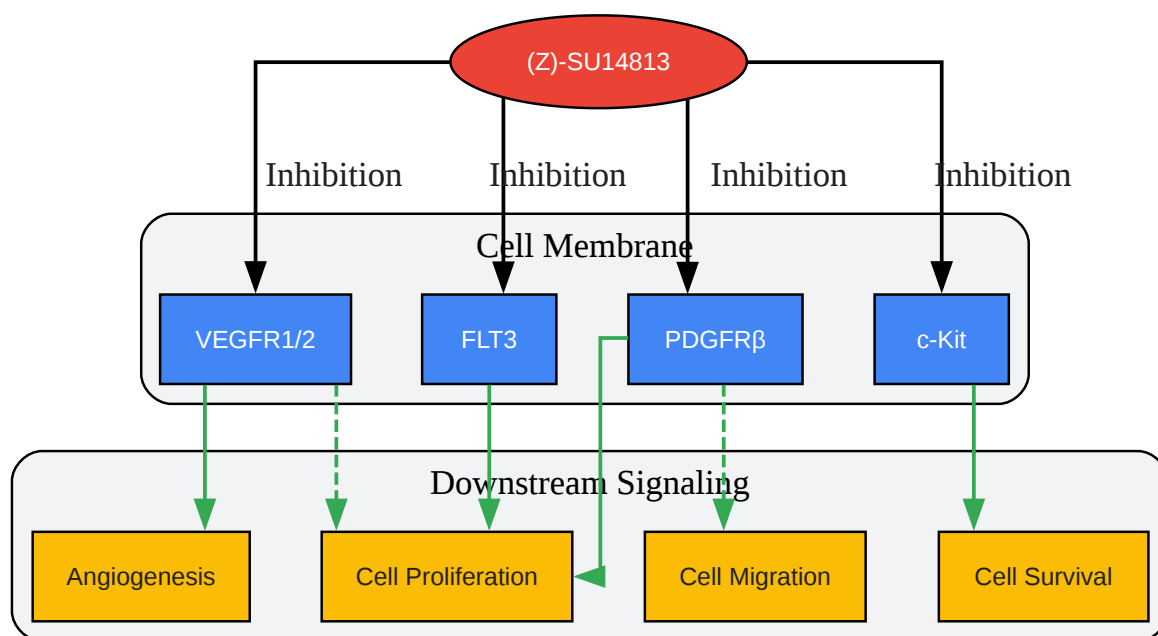 (Z)-SU14813
Inhibition
Inhibition
Inhibition
Inhibition
Cell Membrane
VEGFR1/2
FLT3
PDGFRβ
c-Kit
Downstream Signaling
Angiogenesis
Cell Proliferation
Cell Migration
Cell Survival